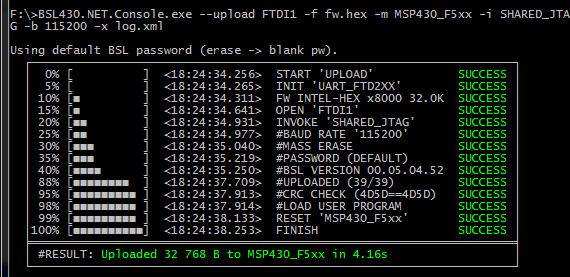 F:\>BSL430.NET.Console.exe --upload FTDI1 -f fw.hex -m MSP430_F5xx -i SHARED_JTA
G -b 115200 -x log.xml
Using default BSL password (erase -> blank pw).
0% [ ] <18:24:34.256> START 'UPLOAD' SUCCESS
5% [ ] <18:24:34.265> INIT 'UART_FTD2XX' SUCCESS
10% [■ ] <18:24:34.311> FW INTEL-HEX x8000 32.0K SUCCESS
15% [■ ] <18:24:34.641> OPEN 'FTDI1' SUCCESS
20% [■■ ] <18:24:34.931> INVOKE 'SHARED_JTAG' SUCCESS
25% [■■ ] <18:24:34.977> #BAUD RATE '115200' SUCCESS
30% [■■■ ] <18:24:35.040> #MASS ERASE SUCCESS
35% [■■■ ] <18:24:35.219> #PASSWORD (DEFAULT) SUCCESS
40% [■■■■ ] <18:24:35.250> #BSL VERSION 00.05.04.52 SUCCESS
88% [■■■■■■■■ ] <18:24:37.709> #UPLOADED (39/39) SUCCESS
95% [■■■■■■■■■ ] <18:24:37.913> #CRC CHECK (4D5D==4D5D) SUCCESS
98% [■■■■■■■■■ ] <18:24:37.914> #LOAD USER PROGRAM SUCCESS
99% [■■■■■■■■■ ] <18:24:38.133> RESET 'MSP430_F5xx' SUCCESS
100% [■■■■■■■■■■] <18:24:38.253> FINISH SUCCESS
#RESULT: Uploaded 32 768 B to MSP430_F5xx in 4.16s